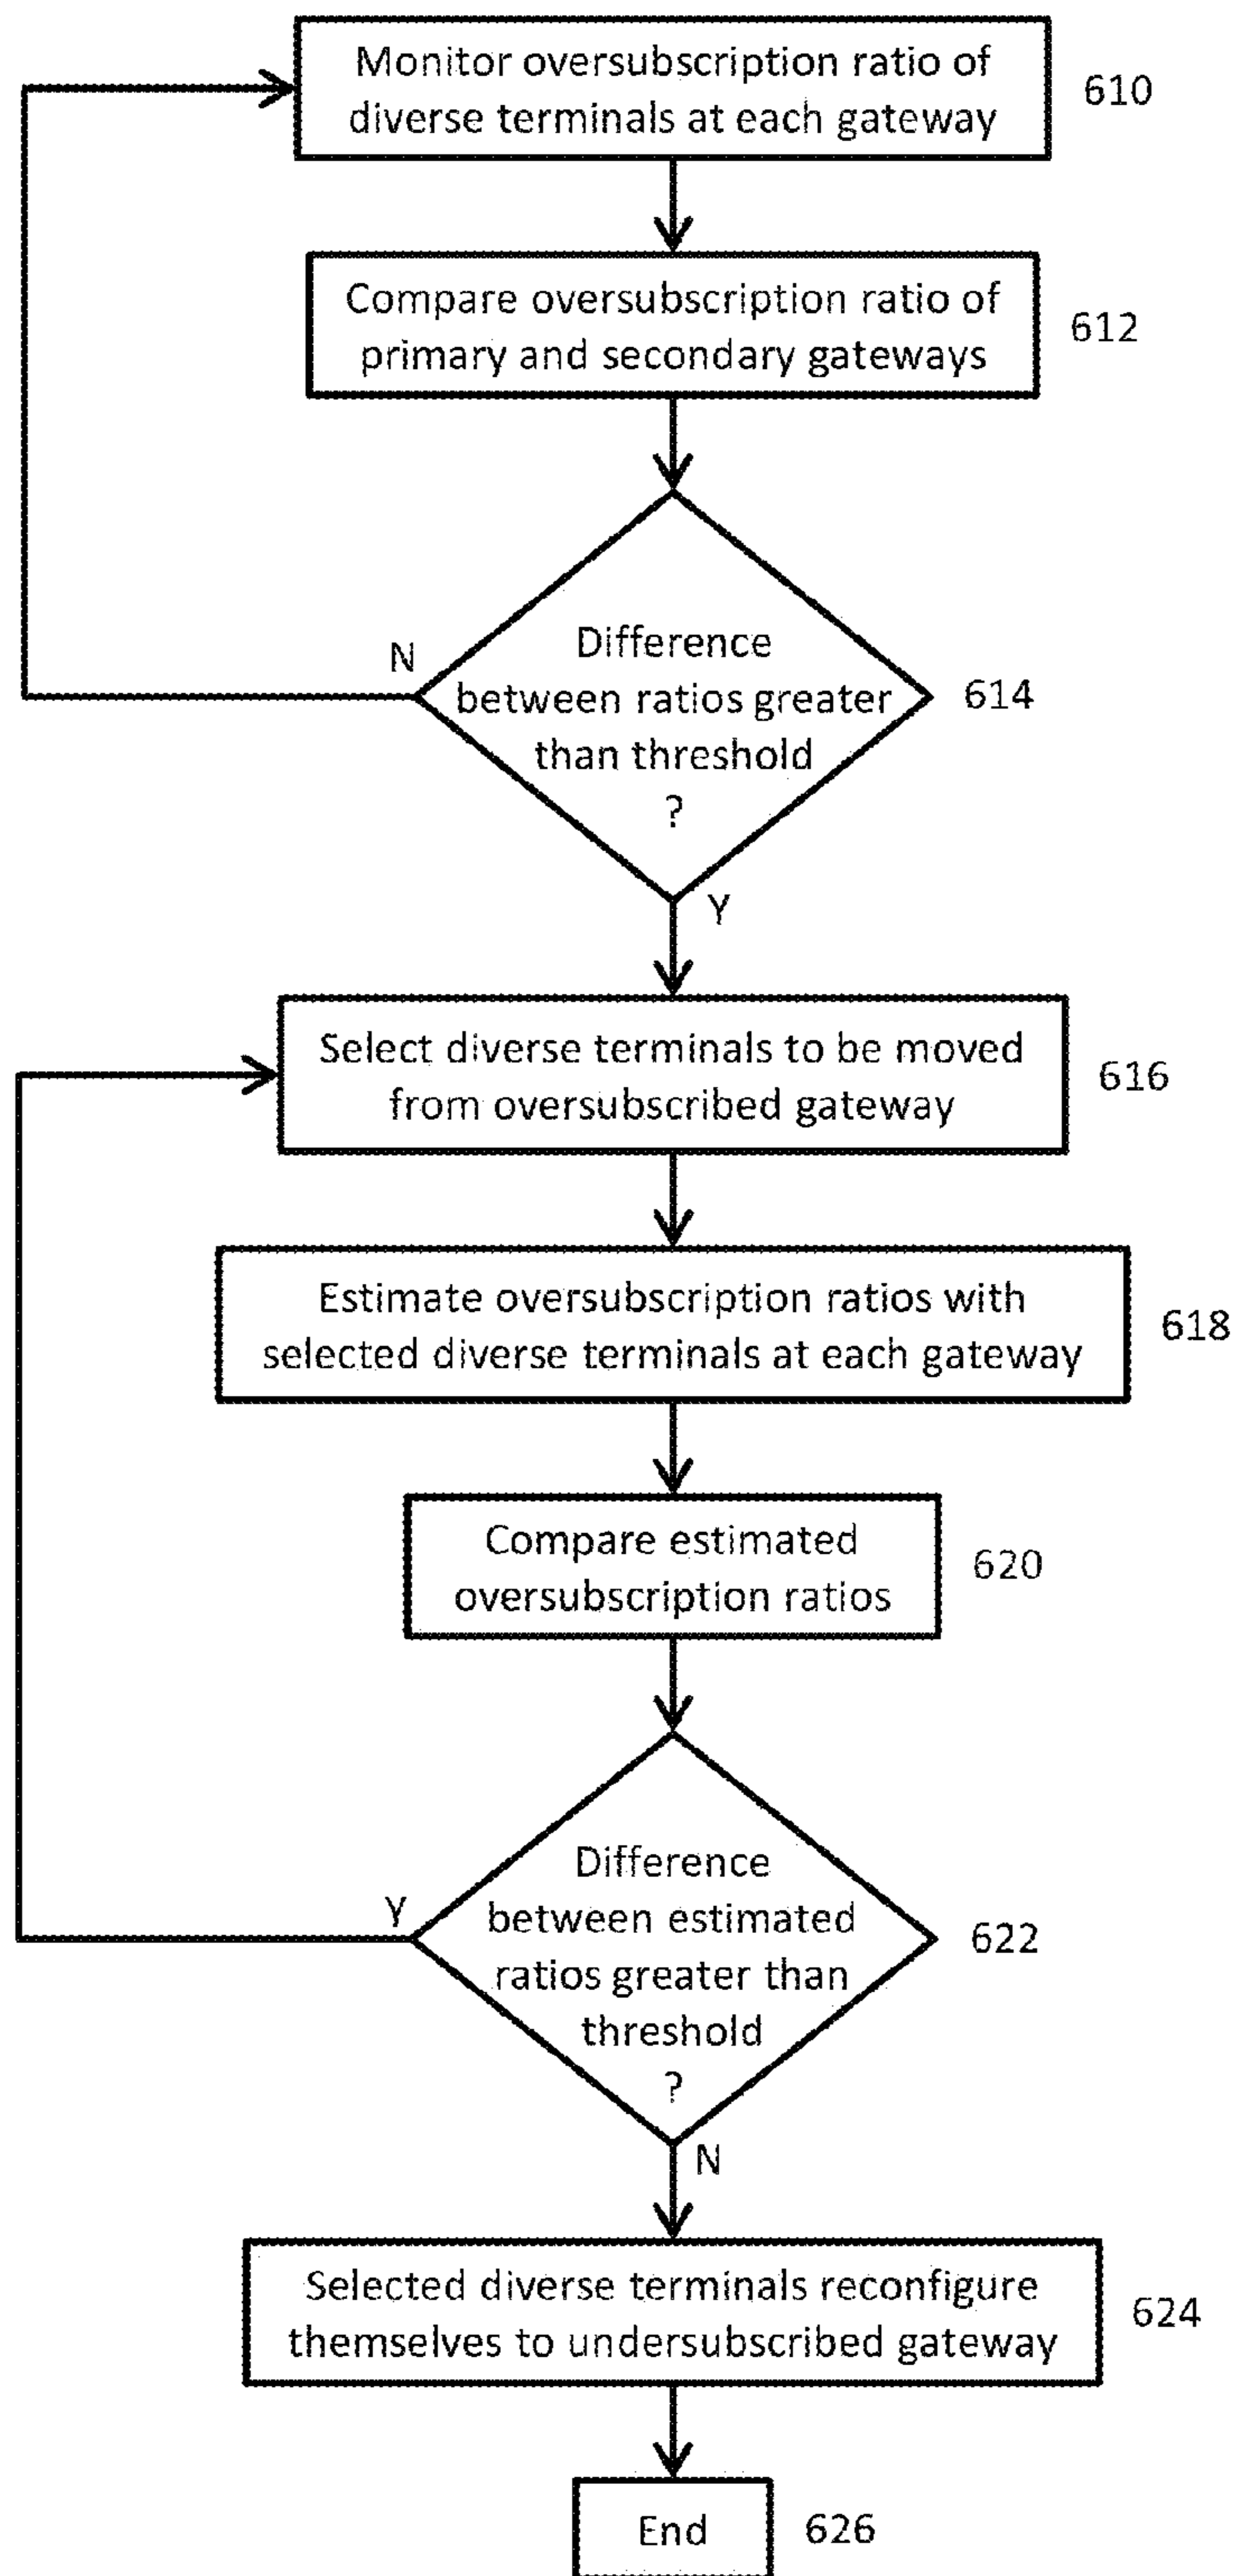 Monitor oversubscription ratio of
diverse terminals at each gateway
610
Compare oversubscription ratio of
primary and secondary gateways
612
Difference
between ratios greater
than threshold
?
614
N
Y
Select diverse terminals to be moved
from oversubscribed gateway
616
Estimate oversubscription ratios with
selected diverse terminals at each gateway
618
Compare estimated
oversubscription ratios
620
Difference
between estimated
ratios greater than
threshold
?
622
Y
N
Selected diverse terminals reconfigure
themselves to undersubscribed gateway
624
End
626